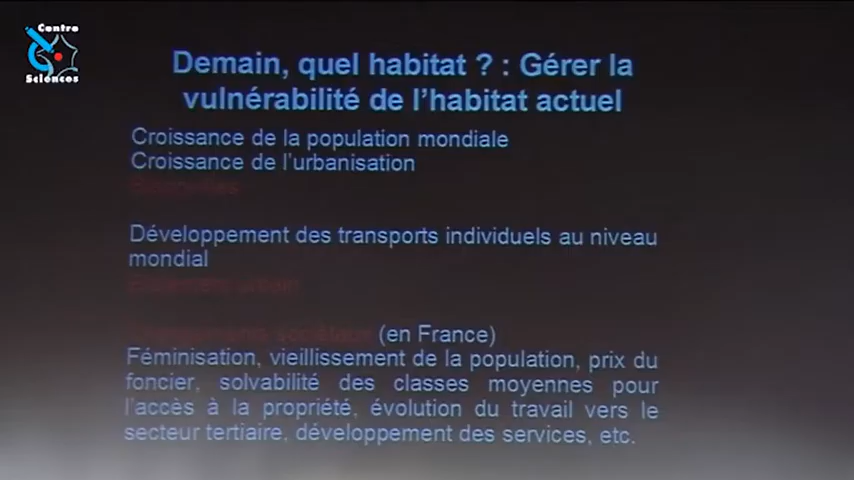 Centre
Sciences
Demain, quel habitat ? : Gérer la
vulnérabilité de l'habitat actuel
Croissance de la population mondiale
Croissance de l'urbanisation
Développement des transports individuels au niveau
mondial
(en France)
Féminisation, vieillissement de la population, prix du
foncier, solvabilité des classes moyennes pour
l'accès à la propriété, évolution du travail vers le
secteur tertiaire, développement des services, etc.